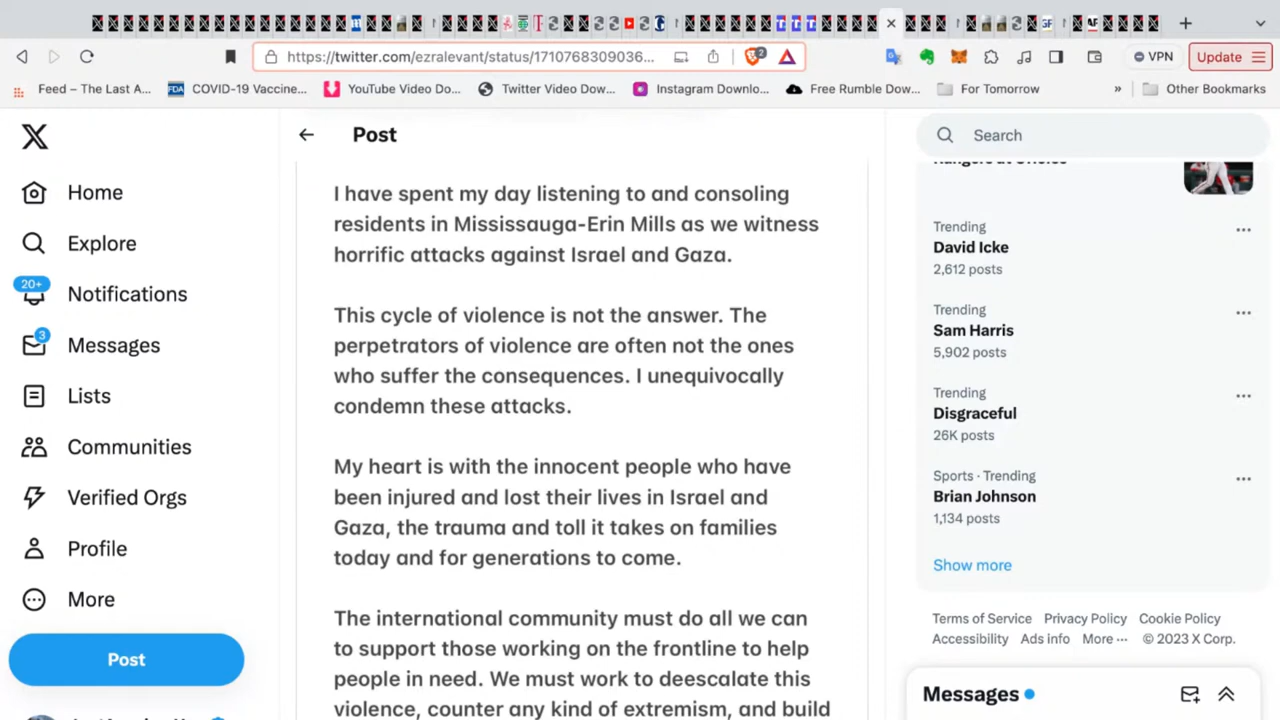 https://twitter.com/ezralevant/status/17107683090​36...
2
VPN
Update
Feed – The Last A...
FDA
COVID-19 Vaccine...
YouTube Video Do...
Twitter Video Dow...
Instagram Downlo...
Free Rumble Dow...
For Tomorrow
»
Other Bookmarks
Home
Explore
20+
Notifications
3
Messages
Lists
Communities
Verified Orgs
Profile
More
Post
Post
I have spent my day listening to and consoling
residents in Mississauga-Erin Mills as we witness
horrific attacks against Israel and Gaza.
This cycle of violence is not the answer. The
perpetrators of violence are often not the ones
who suffer the consequences. I unequivocally
condemn these attacks.
My heart is with the innocent people who have
been injured and lost their lives in Israel and
Gaza, the trauma and toll it takes on families
today and for generations to come.
The international community must do all we can
to support those working on the frontline to help
people in need. We must work to deescalate this
violence, counter any kind of extremism, and build
Search
Trending
David Icke
2,612 posts
Trending
Sam Harris
5,902 posts
Trending
Disgraceful
26K posts
Sports · Trending
Brian Johnson
1,134 posts
Show more
Terms of Service Privacy Policy Cookie Policy
Accessibility Ads info More ··· © 2023 X Corp.
Messages